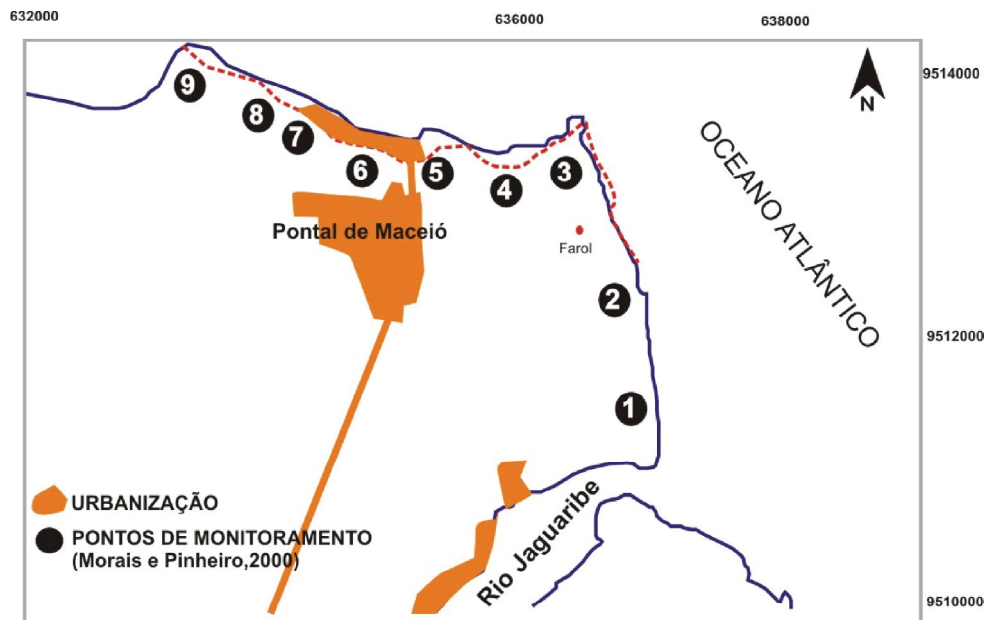 632000
636000
638000
9514000
N
OCEANO ATLÂNTICO
9
8
7
6
5
4
3
Pontal de Maceió
Farol
2
9512000
1
Rio Jaguaribe
URBANIZAÇÃO
PONTOS DE MONITORAMENTO
(Morais e Pinheiro,2000)
9510000